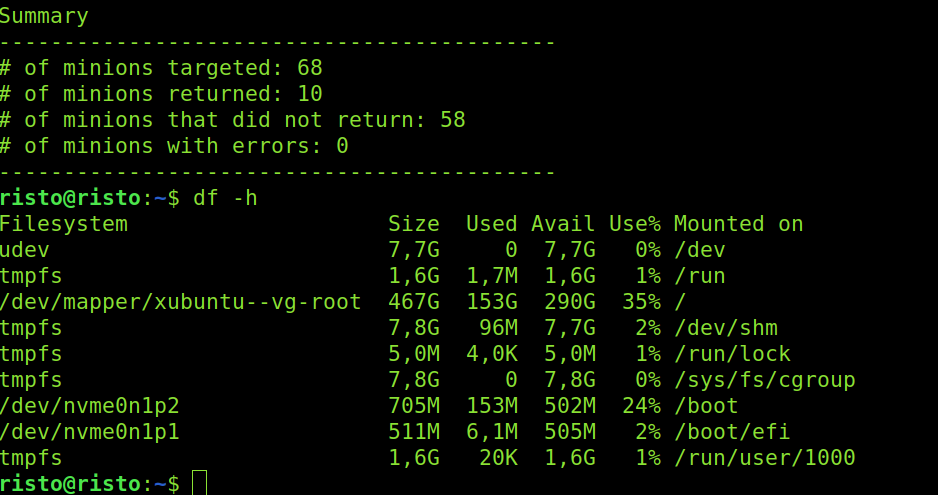 Summary
-------------------------------------------
# of minions targeted: 68
# of minions returned: 10
# of minions that did not return: 58
# of minions with errors: 0
-------------------------------------------
risto@risto:~$ df -h
Filesystem                    Size  Used Avail Use% Mounted on
udev                          7,7G     0  7,7G   0% /dev
tmpfs                         1,6G  1,7M  1,6G   1% /run
/dev/mapper/xubuntu--vg-root  467G  153G  290G  35% /
tmpfs                         7,8G   96M  7,7G   2% /dev/shm
tmpfs                         5,0M  4,0K  5,0M   1% /run/lock
tmpfs                         7,8G     0  7,8G   0% /sys/fs/cgroup
/dev/nvme0n1p2                705M  153M  502M  24% /boot
/dev/nvme0n1p1                511M  6,1M  505M   2% /boot/efi
tmpfs                         1,6G   20K  1,6G   1% /run/user/1000
risto@risto:~$